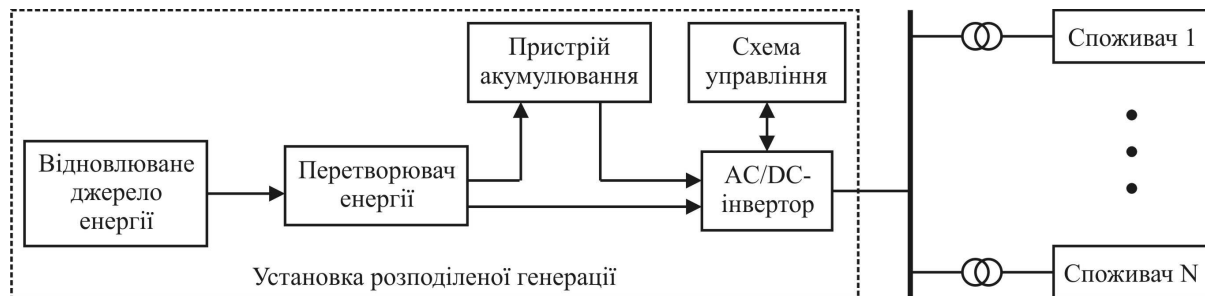 Відновлюване
джерело
енергії
Перетворювач
енергії
Пристрій
акумулювання
Схема
управління
AC/DC-
інвертор
Установка розподіленої генерації
Споживач 1
Споживач N